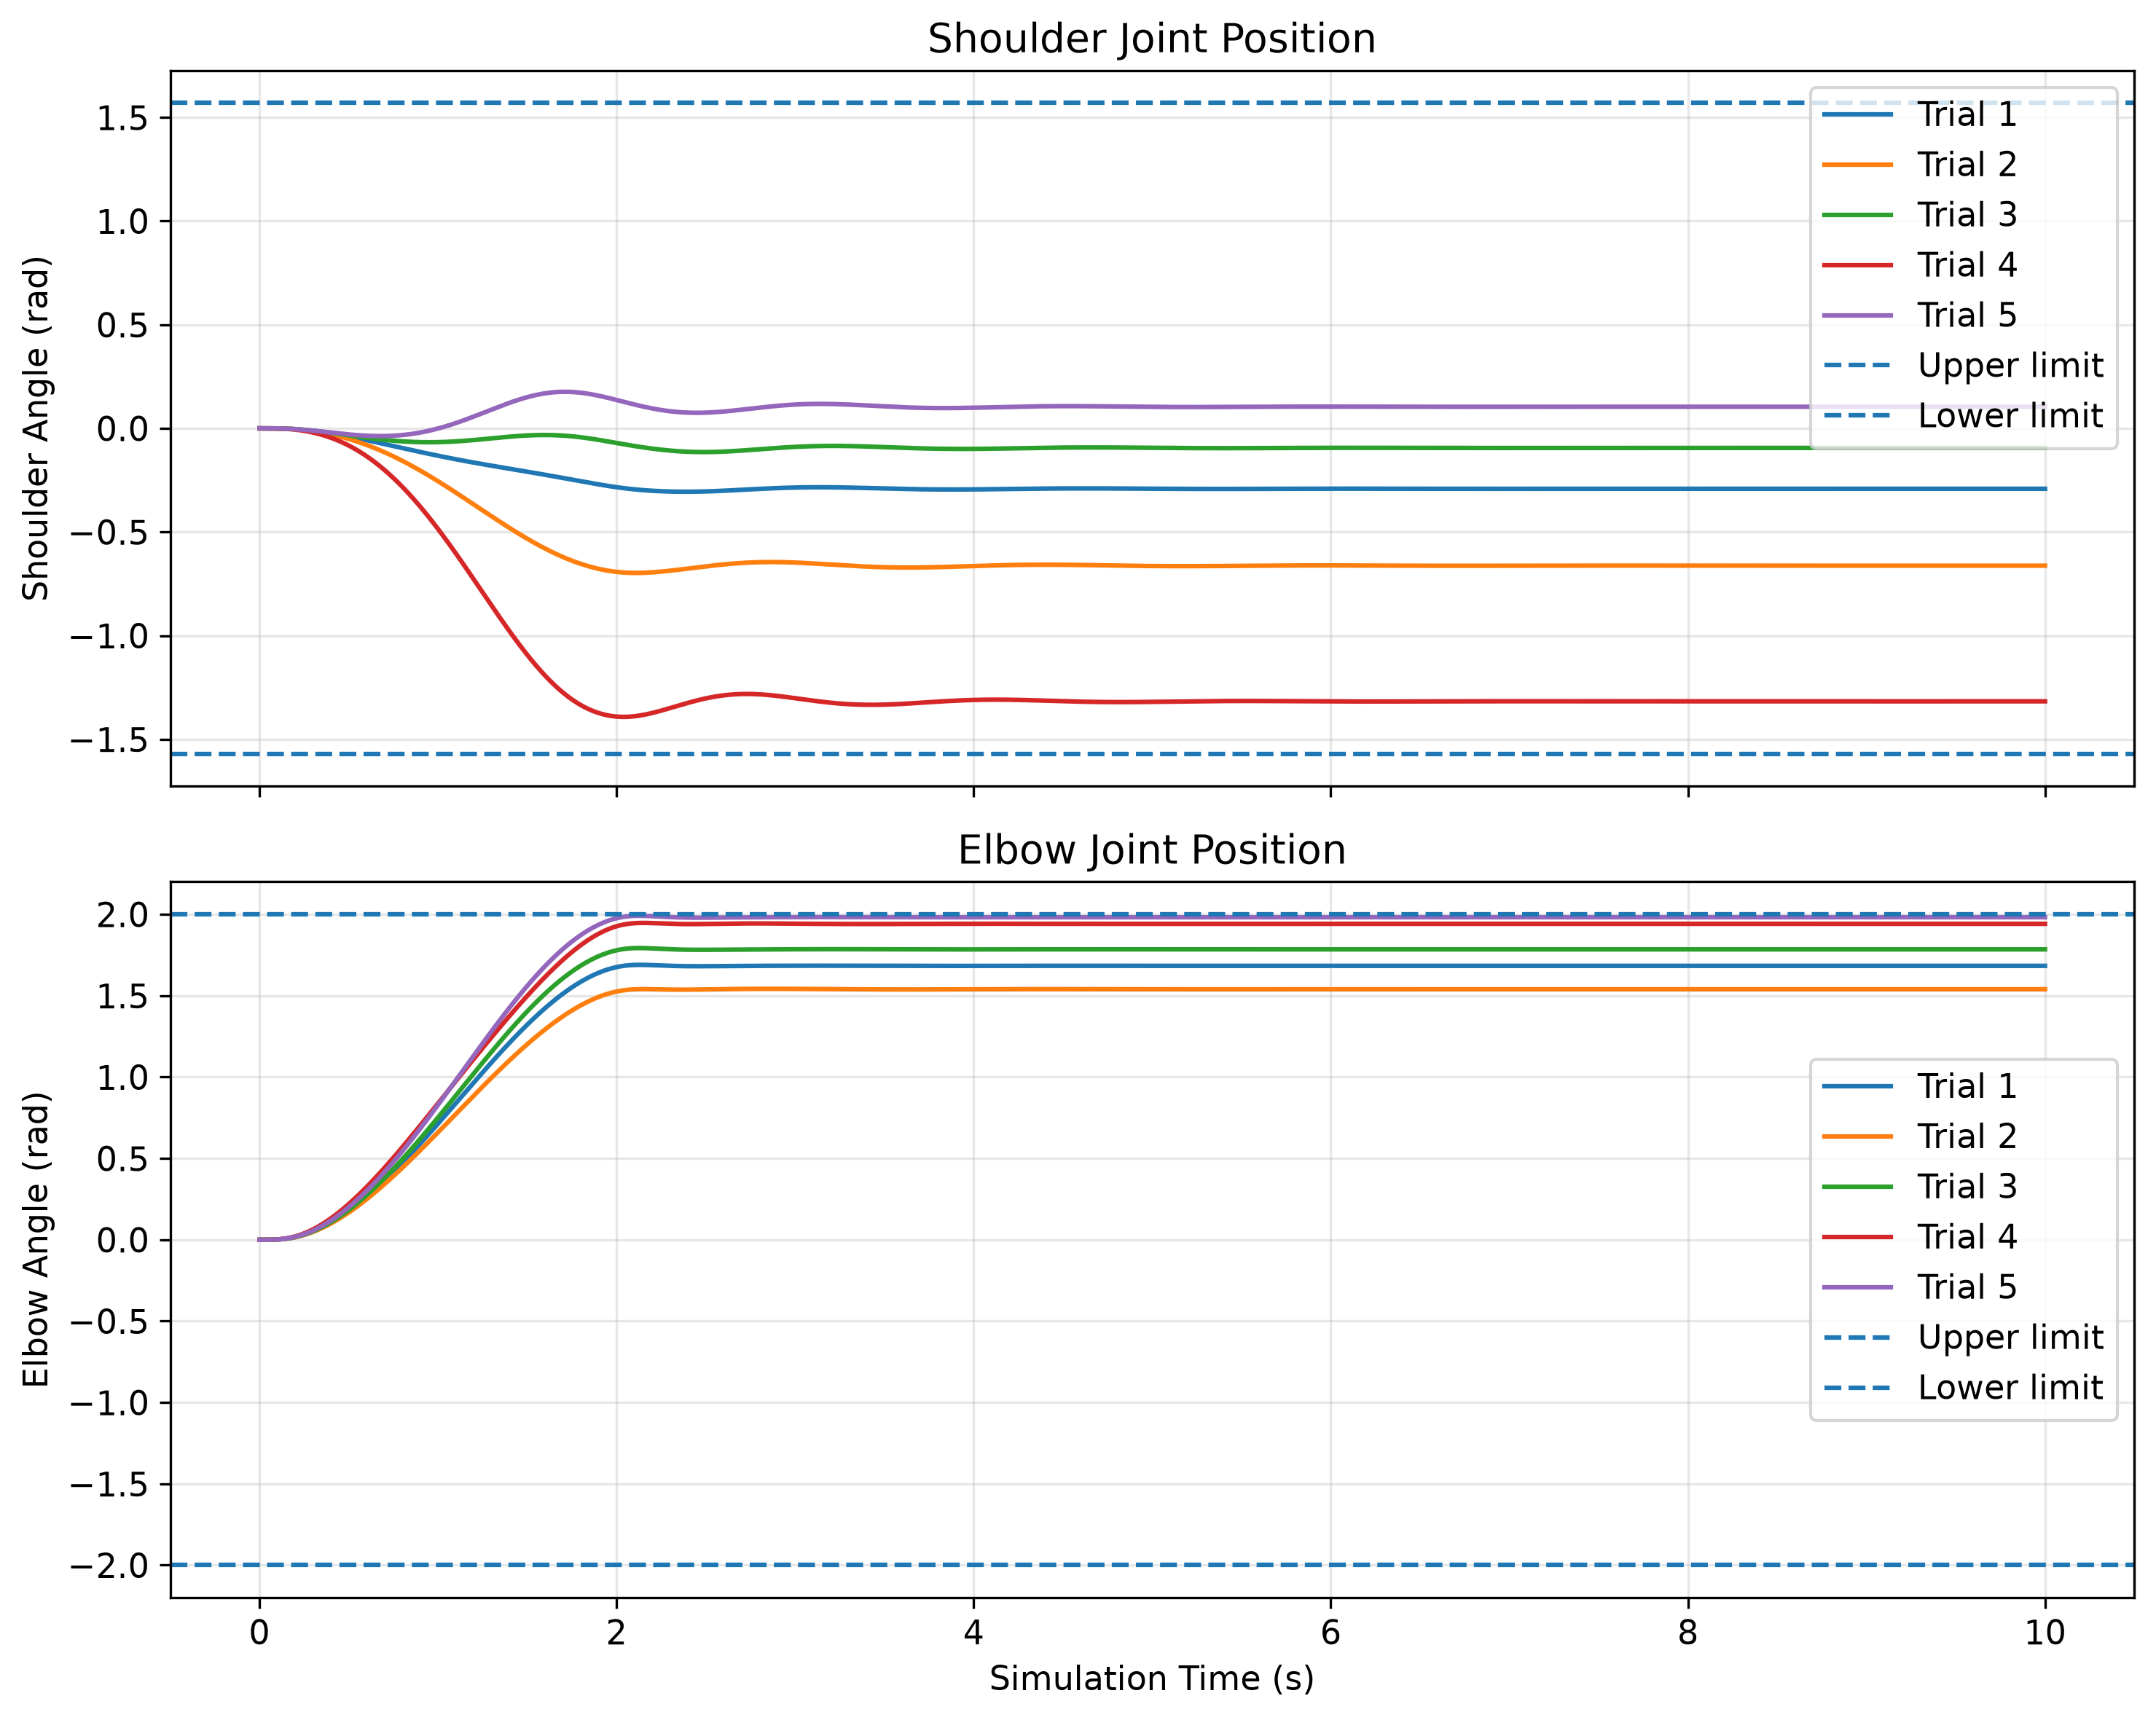 Shoulder Joint Position
Shoulder Angle (rad)
1.5
1.0
0.5
0.0
−0.5
−1.0
−1.5
Trial 1
Trial 2
Trial 3
Trial 4
Trial 5
Upper limit
Lower limit
Elbow Joint Position
Elbow Angle (rad)
2.0
1.5
1.0
0.5
0.0
−0.5
−1.0
−1.5
−2.0
Trial 1
Trial 2
Trial 3
Trial 4
Trial 5
Upper limit
Lower limit
0 2 4 6 8 10
Simulation Time (s)